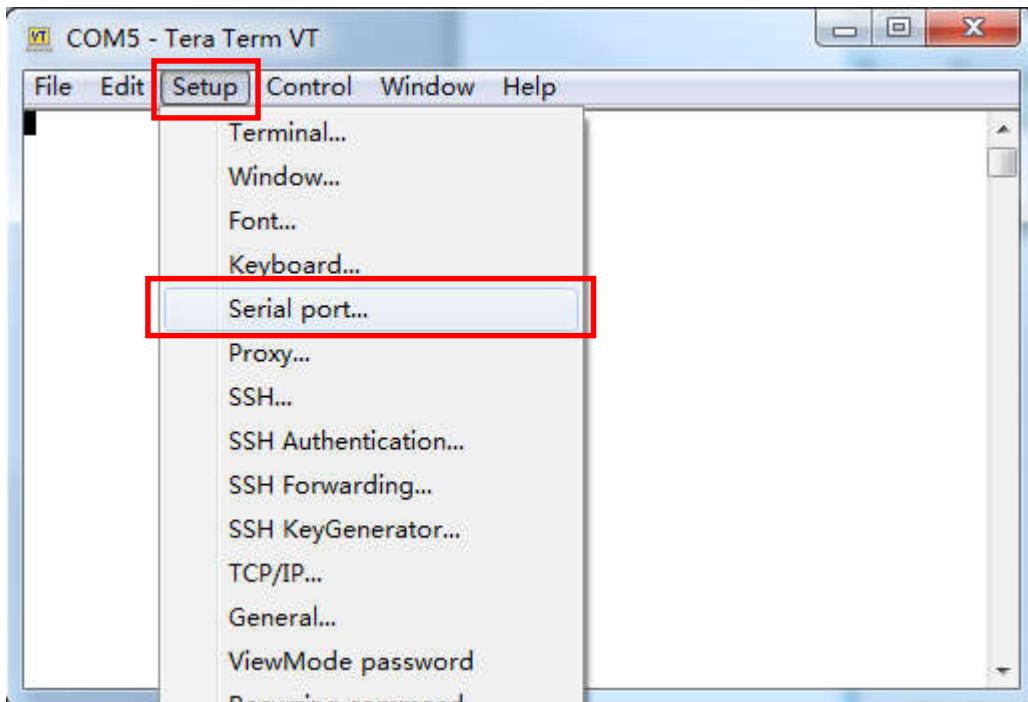 COM5 - Tera Term VT
File Edit Setup Control Window Help
Terminal...
Window...
Font...
Keyboard...
Serial port...
Proxy...
SSH...
SSH Authentication...
SSH Forwarding...
SSH KeyGenerator...
TCP/IP...
General...
ViewMode password